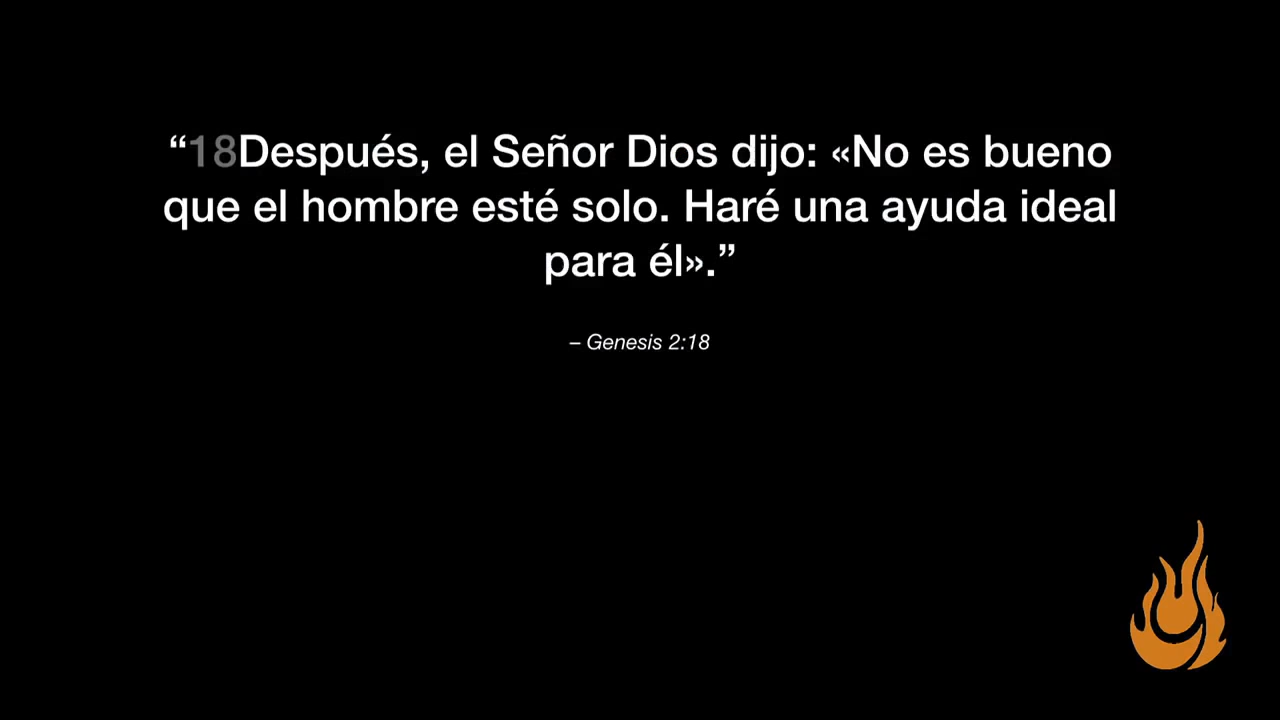 “18Después, el Señor Dios dijo: «No es bueno
que el hombre esté solo. Haré una ayuda ideal
para él».”
– Genesis 2:18